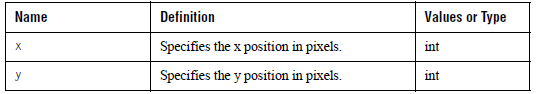 Name Definition Values or Type
x Specifies the x position in pixels. int
y Specifies the y position in pixels. int